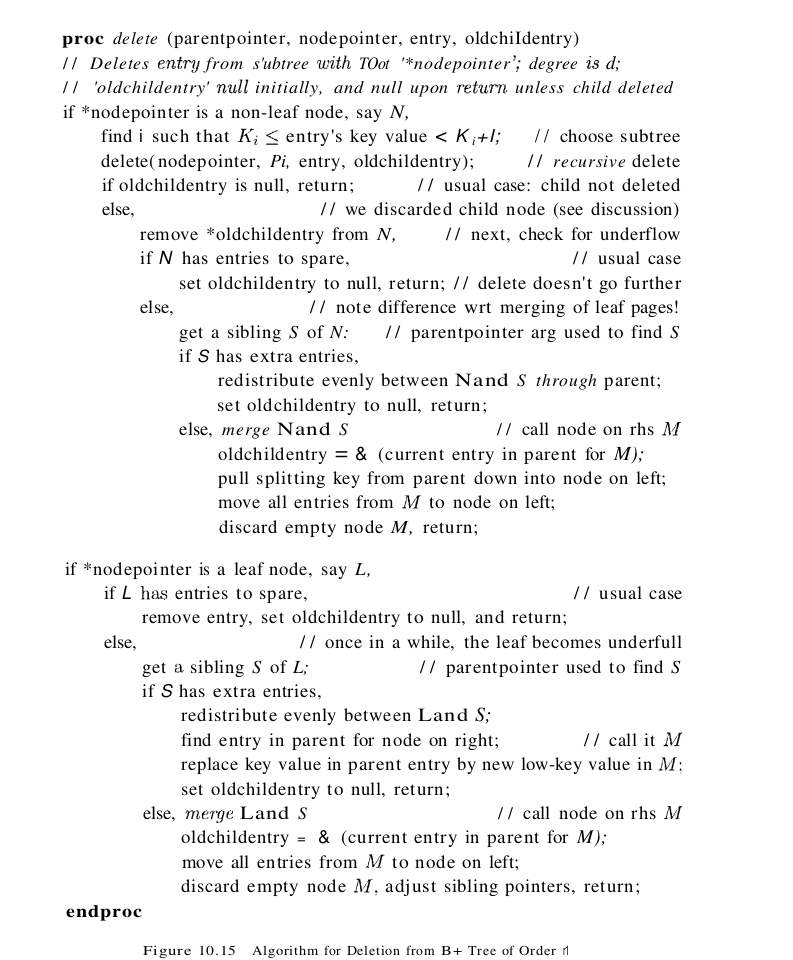 proc delete (parentpointer, nodepointer, entry, oldchiIdentry)
// Deletes entry from s'ubtree with TOot '*nodepointer'; degree is d;
// 'oldchildentry' null initially, and null upon return unless child deleted
if *nodepointer is a non-leaf node, say N,
find i such that Ki ≤ entry's key value < Ki+I; // choose subtree
delete(nodepointer, Pi, entry, oldchildentry); // recursive delete
if oldchildentry is null, return; // usual case: child not deleted
else, // we discarded child node (see discussion)
remove *oldchildentry from N, // next, check for underflow
if N has entries to spare, // usual case
set oldchildentry to null, return; // delete doesn't go further
else, // note difference wrt merging of leaf pages!
get a sibling S of N: // parentpointer arg used to find S
if S has extra entries,
redistribute evenly between Nand S through parent;
set oldchildentry to null, return;
else, merge Nand S // call node on rhs M
oldchildentry = & (current entry in parent for M);
pull splitting key from parent down into node on left;
move all entries from M to node on left;
discard empty node M, return;
if *nodepointer is a leaf node, say L,
if L has entries to spare, // usual case
remove entry, set oldchildentry to null, and return;
else, // once in a while, the leaf becomes underfull
get a sibling S of L; // parentpointer used to find S
if S has extra entries,
redistribute evenly between Land S;
find entry in parent for node on right; // call it M
replace key value in parent entry by new low-key value in M;
set oldchildentry to null, return;
else, merge Land S // call node on rhs M
oldchildentry = & (current entry in parent for M);
move all entries from M to node on left;
discard empty node M, adjust sibling pointers, return;
endproc
Figure 10.15 Algorithm for Deletion from B+ Tree of Order